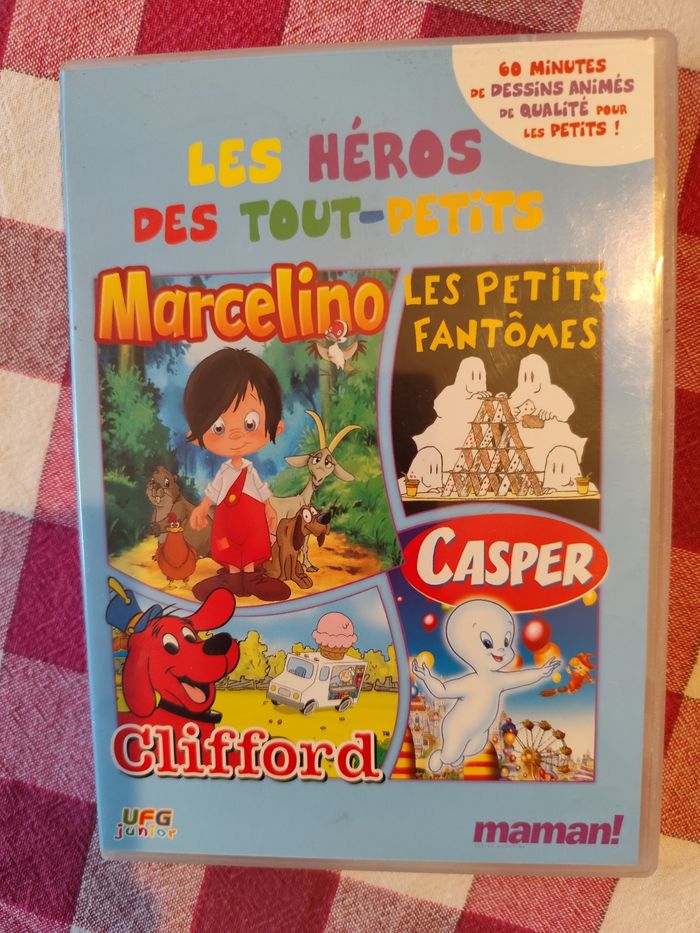 60 MINUTES
DE DESSINS ANIMÉS
DE QUALITÉ POUR
LES PETITS !
LES HÉROS
DES TOUT-PETITS
Marcelino
LES PETITS
FANTÔMES
CASPER
Clifford
™
UFG
junior
maman!